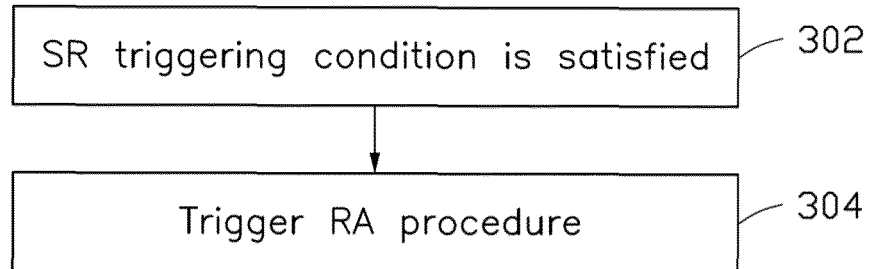 SR triggering condition is satisfied 302
Trigger RA procedure 304